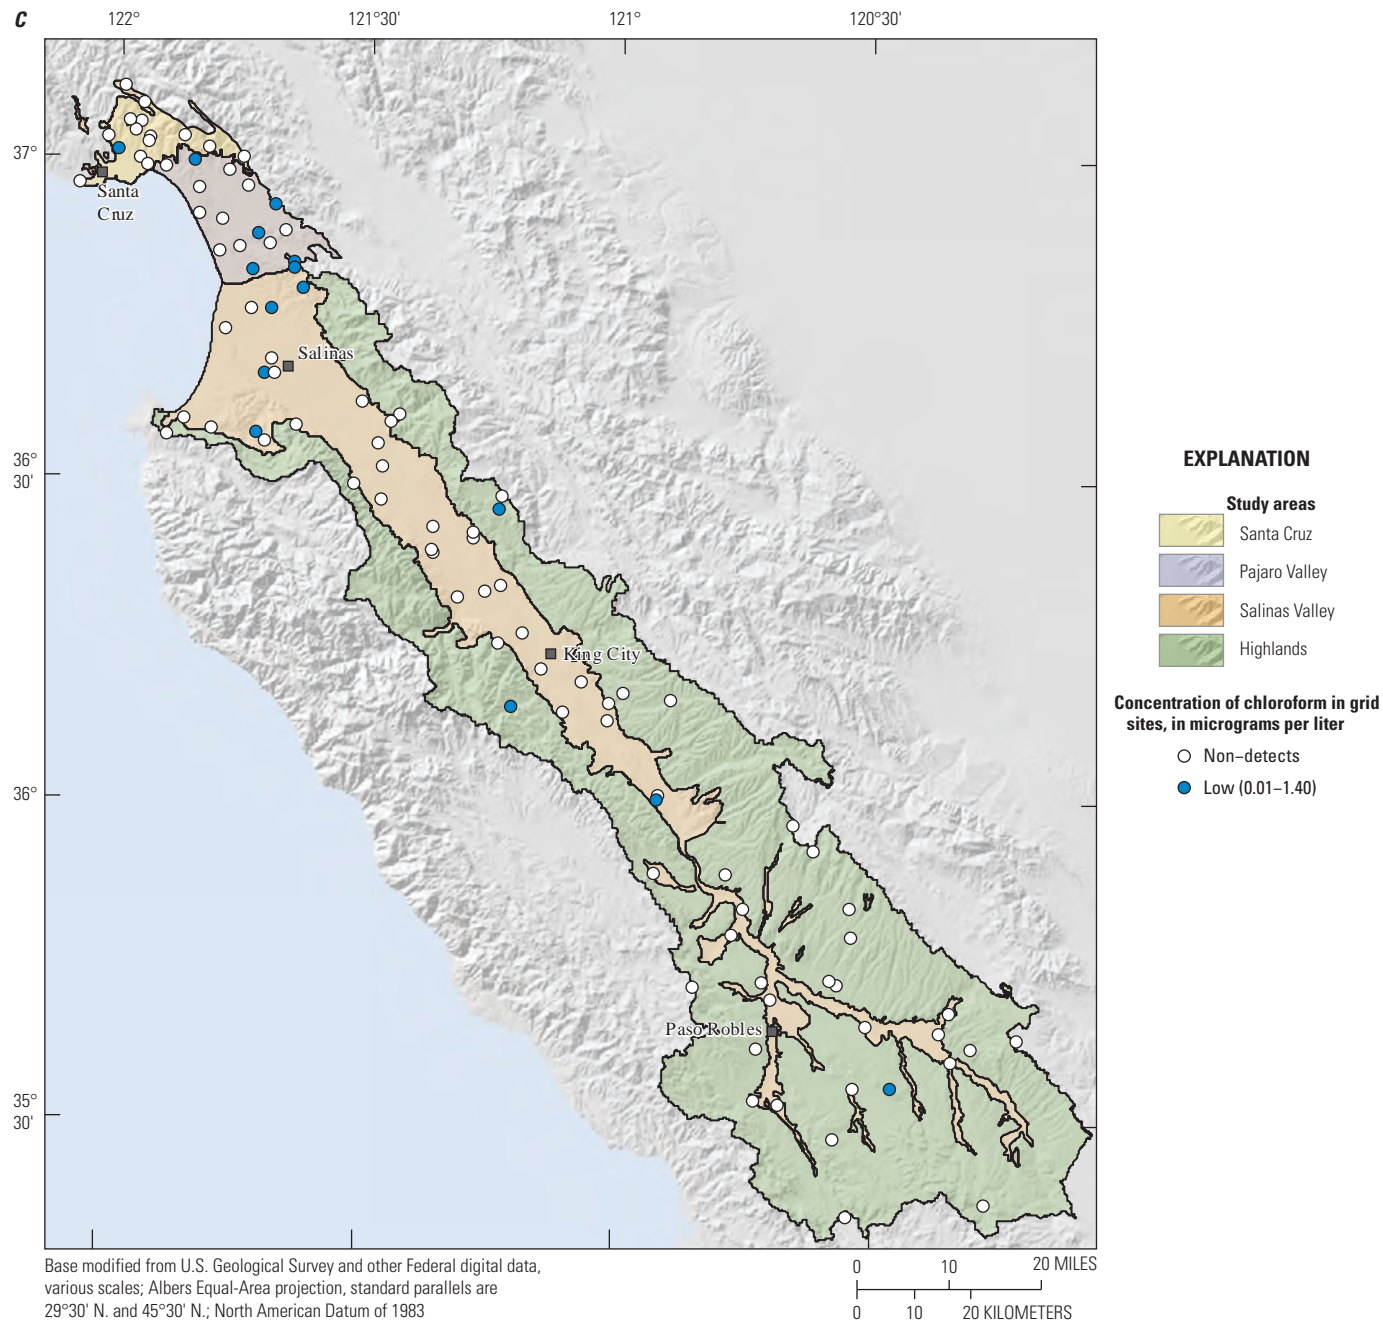 C
122°
121°30'
121°
120°30'
37°
Santa
Cruz
Salinas
36°
30'
King City
36°
Paso Robles
35°
30'
EXPLANATION
Study areas
Santa Cruz
Pajaro Valley
Salinas Valley
Highlands
Concentration of chloroform in grid
sites, in micrograms per liter
Non–detects
Low (0.01–1.40)
Base modified from U.S. Geological Survey and other Federal digital data,
various scales; Albers Equal-Area projection, standard parallels are
29°30' N. and 45°30' N.; North American Datum of 1983
0 10 20 MILES
0 10 20 KILOMETERS